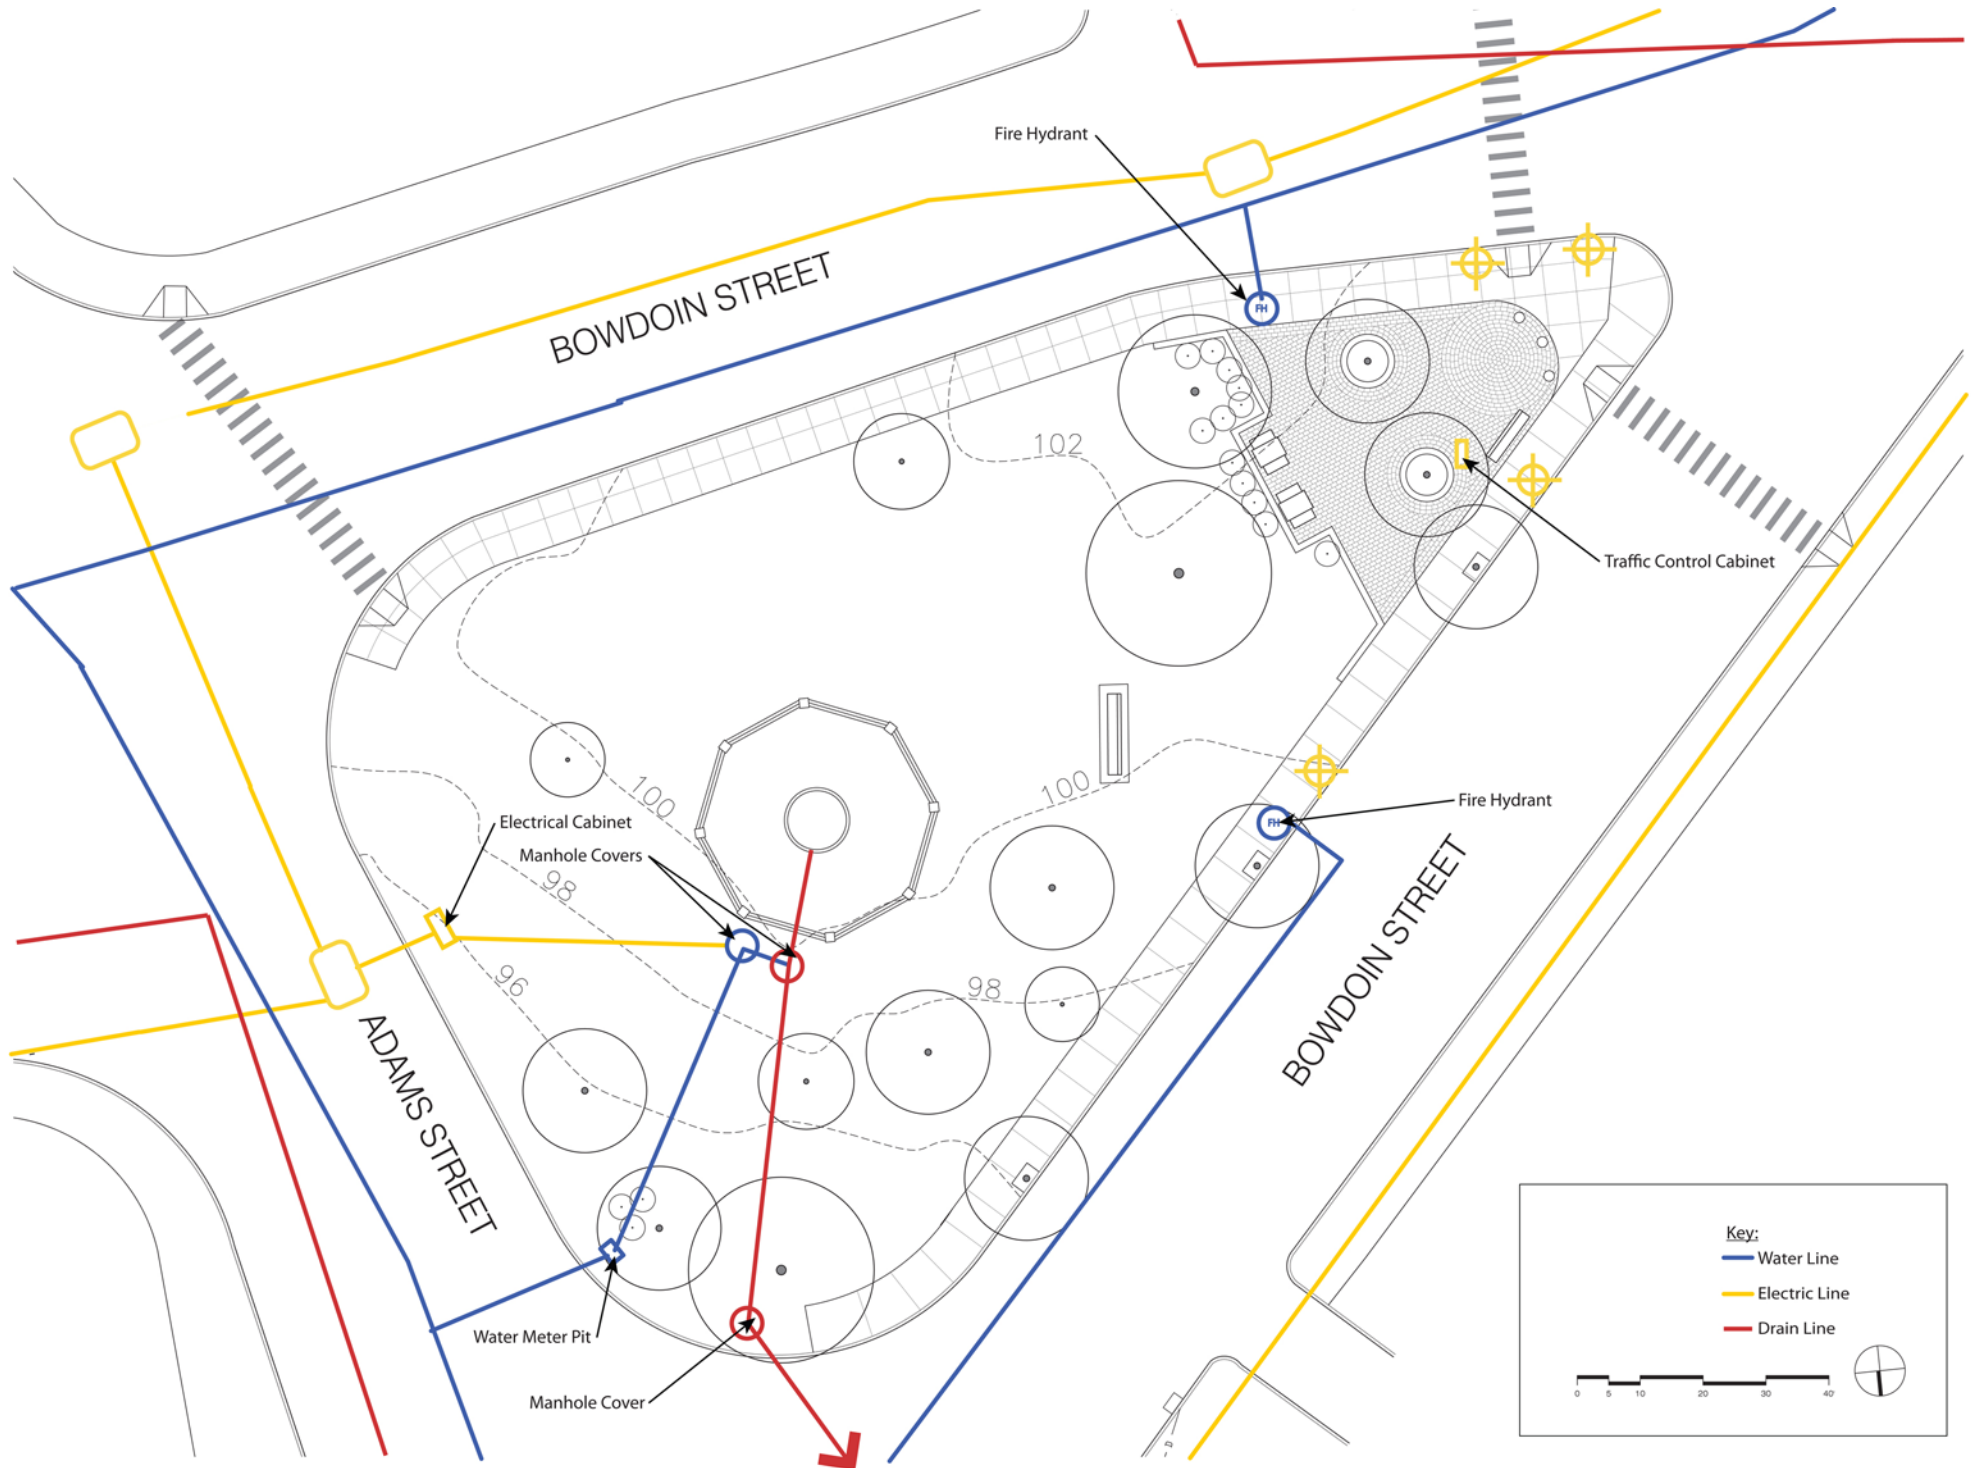 Fire Hydrant
BOWDOIN STREET
FH
102
Traffic Control Cabinet
100
100
Electrical Cabinet
Manhole Covers
Fire Hydrant
FH
98
96
98
BOWDOIN STREET
ADAMS STREET
Water Meter Pit
Manhole Cover
Key:
Water Line
Electric Line
Drain Line
0 5 10 20 30 40'